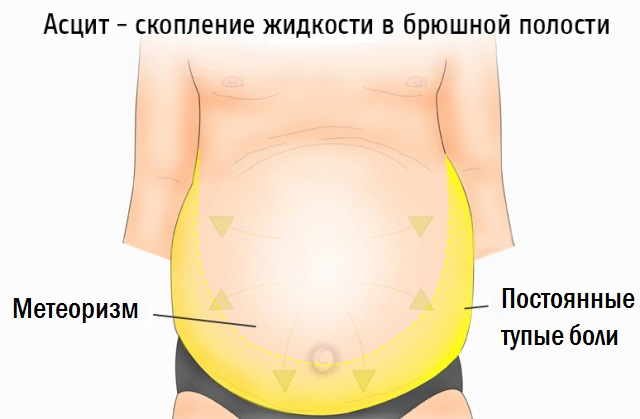 Асцит - скопление жидкости в брюшной полости
Метеоризм
Постоянные
тупые боли